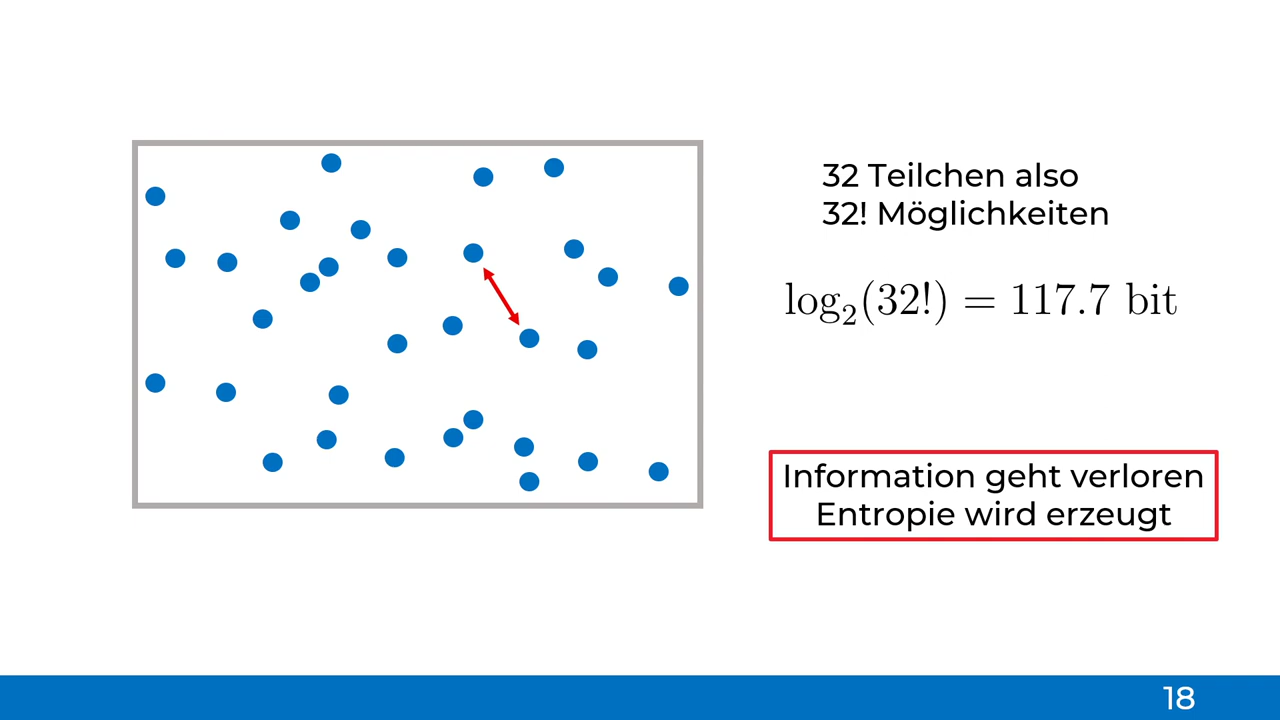 32 Teilchen also
32! Möglichkeiten
log₂(32!) = 117.7 bit
Information geht verloren
Entropie wird erzeugt
18